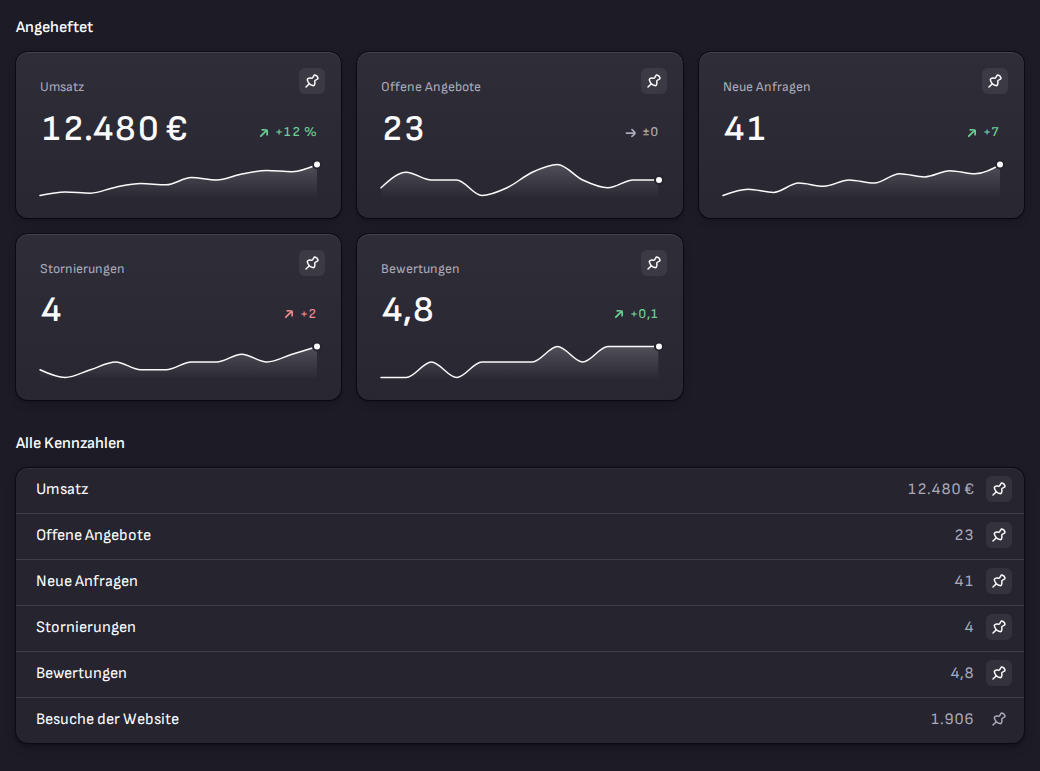 Angeheftet
Umsatz
12.480 €
+12 %
Offene Angebote
23
±0
Neue Anfragen
41
+7
Stornierungen
4
+2
Bewertungen
4,8
+0,1
Alle Kennzahlen
Umsatz 12.480 €
Offene Angebote 23
Neue Anfragen 41
Stornierungen 4
Bewertungen 4,8
Besuche der Website 1.906